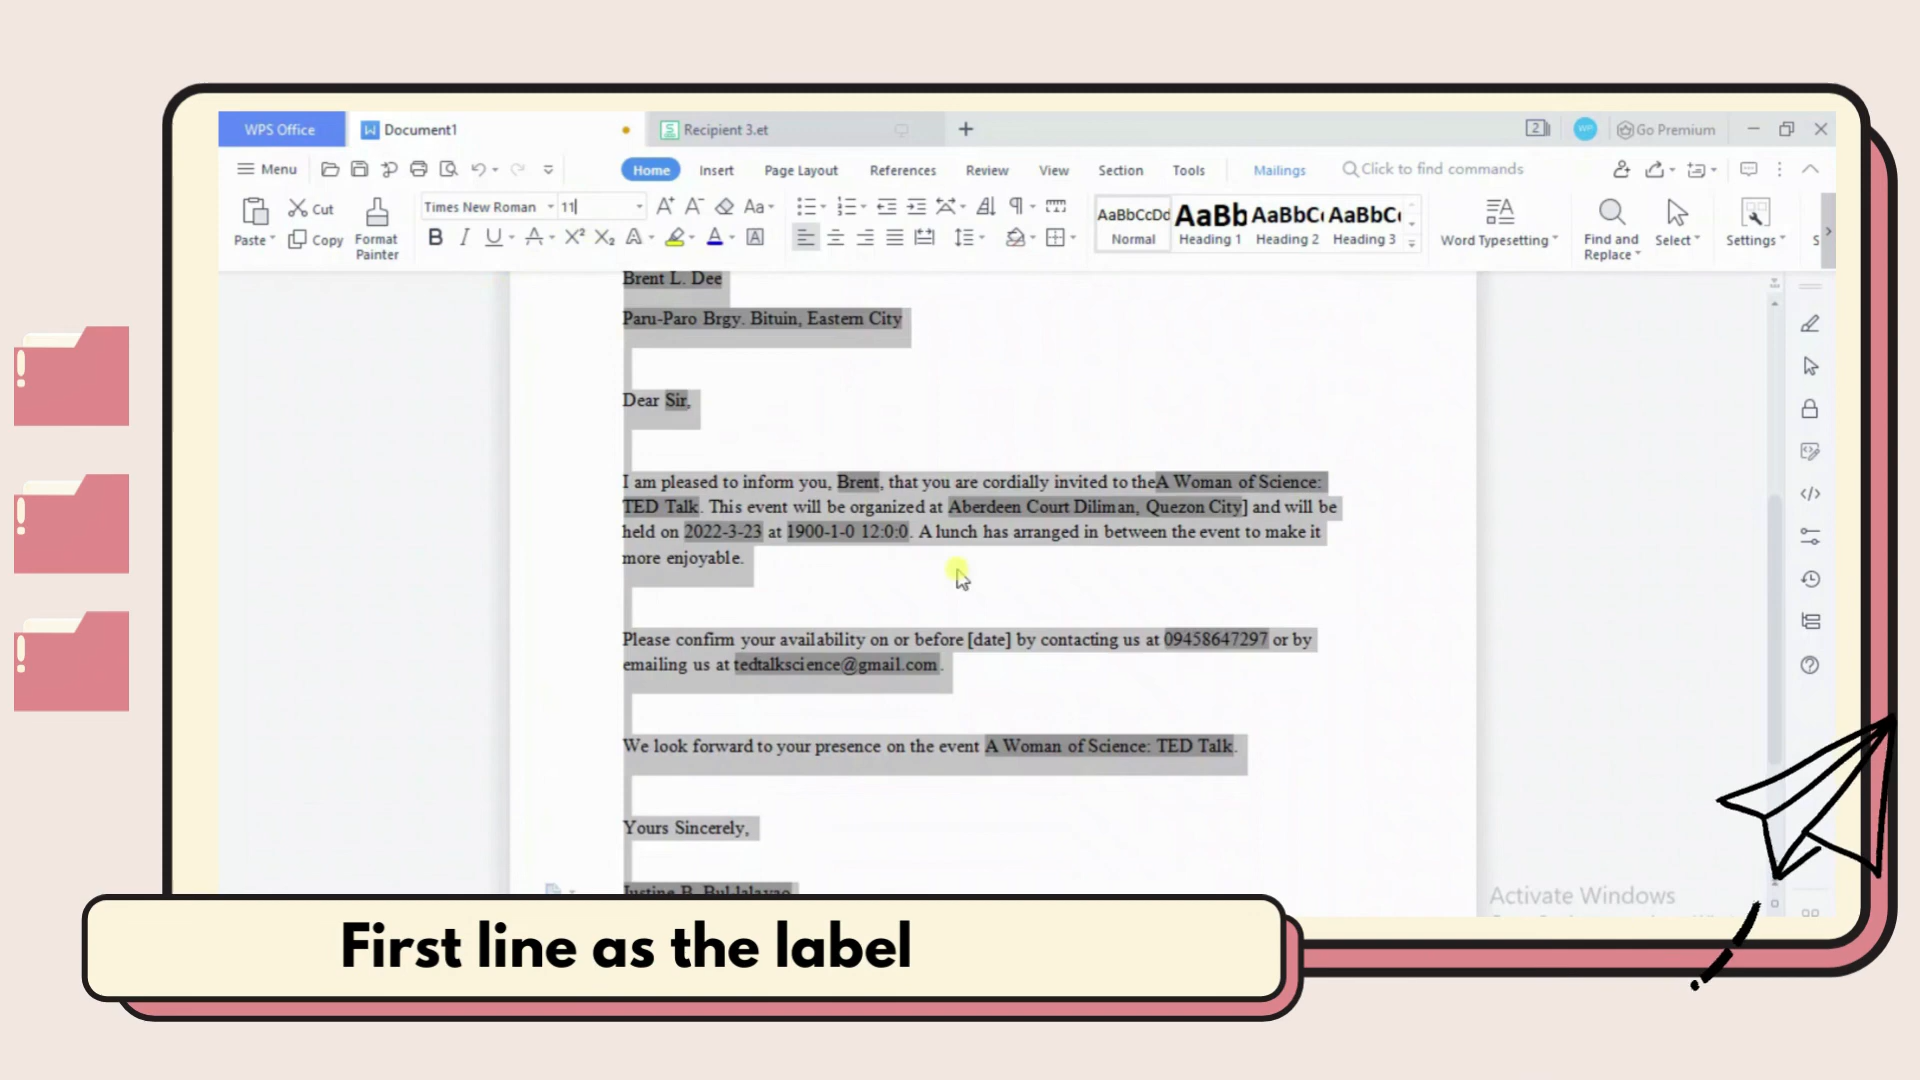 WPS Office
Document1
Recipient 3.et
2
Go Premium
Menu
Home
Insert
Page Layout
References
Review
View
Section
Tools
Mailings
Click to find commands
Paste
Cut
Copy
Format
Painter
Times New Roman
11
AaBbCcDd
Normal
AaBb
Heading 1
AaBbC
Heading 2
AaBbC
Heading 3
Word Typesetting
Find and
Replace
Select
Settings
S
Brent L. Dee
Paru-Paro Brgy. Bituin, Eastern City
Dear Sir,
I am pleased to inform you, Brent, that you are cordially invited to theA Woman of Science:
TED Talk. This event will be organized at Aberdeen Court Diliman, Quezon City] and will be
held on 2022-3-23 at 1900-1-0 12:0:0. A lunch has arranged in between the event to make it
more enjoyable.
Please confirm your availability on or before [date] by contacting us at 09458647297 or by
emailing us at tedtalkscience@gmail.com.
We look forward to your presence on the event A Woman of Science: TED Talk.
Yours Sincerely,
Justine B.
Activate Windows
First line as the label